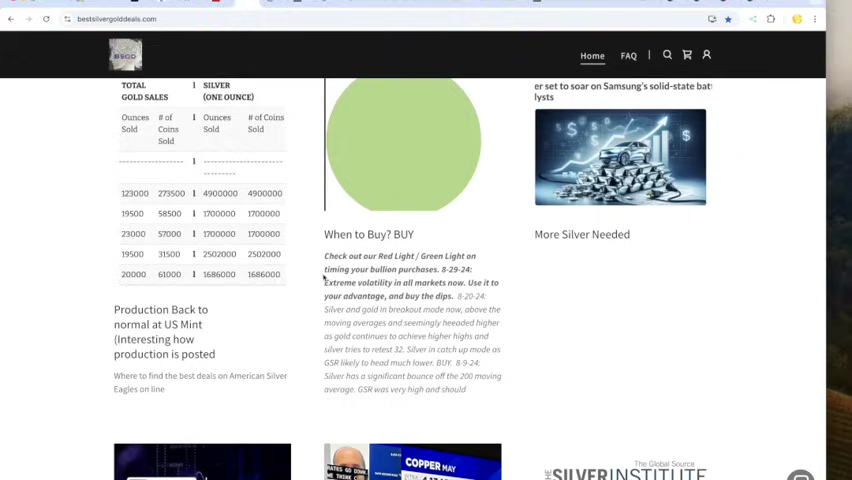 bestsilvergolddeals.com
BSGD
Home
FAQ
TOTAL
GOLD SALES
I
SILVER
(ONE OUNCE)
Ounces
Sold
# of
Coins
Sold
I
Ounces
Sold
# of Coins
Sold
------------------
I
----------------------
---------
123000 273500 I 4900000 4900000
19500 58500 I 1700000 1700000
23000 57000 I 1700000 1700000
19500 31500 I 2502000 2502000
20000 61000 I 1686000 1686000
Production Back to
normal at US Mint
(Interesting how
production is posted
Where to find the best deals on American Silver
Eagles on line
When to Buy? BUY
Check out our Red Light / Green Light on
timing your bullion purchases. 8-29-24:
Extreme volatility in all markets now. Use it to
your advantage, and buy the dips. 8-20-24:
Silver and gold in breakout mode now, above the
moving averages and seemingly heeaded higher
as gold continues to achieve higher highs and
silver tries to retest 32. Silver in catch up mode as
GSR likely to head much lower. BUY. 8-9-24:
Silver has a significant bounce off the 200 moving
average. GSR was very high and should
er set to soar on Samsung's solid-state bat
lysts
More Silver Needed
RATES GO DOWN,
COPPER MAY
The Global Source
THE SILVERINSTITUTE